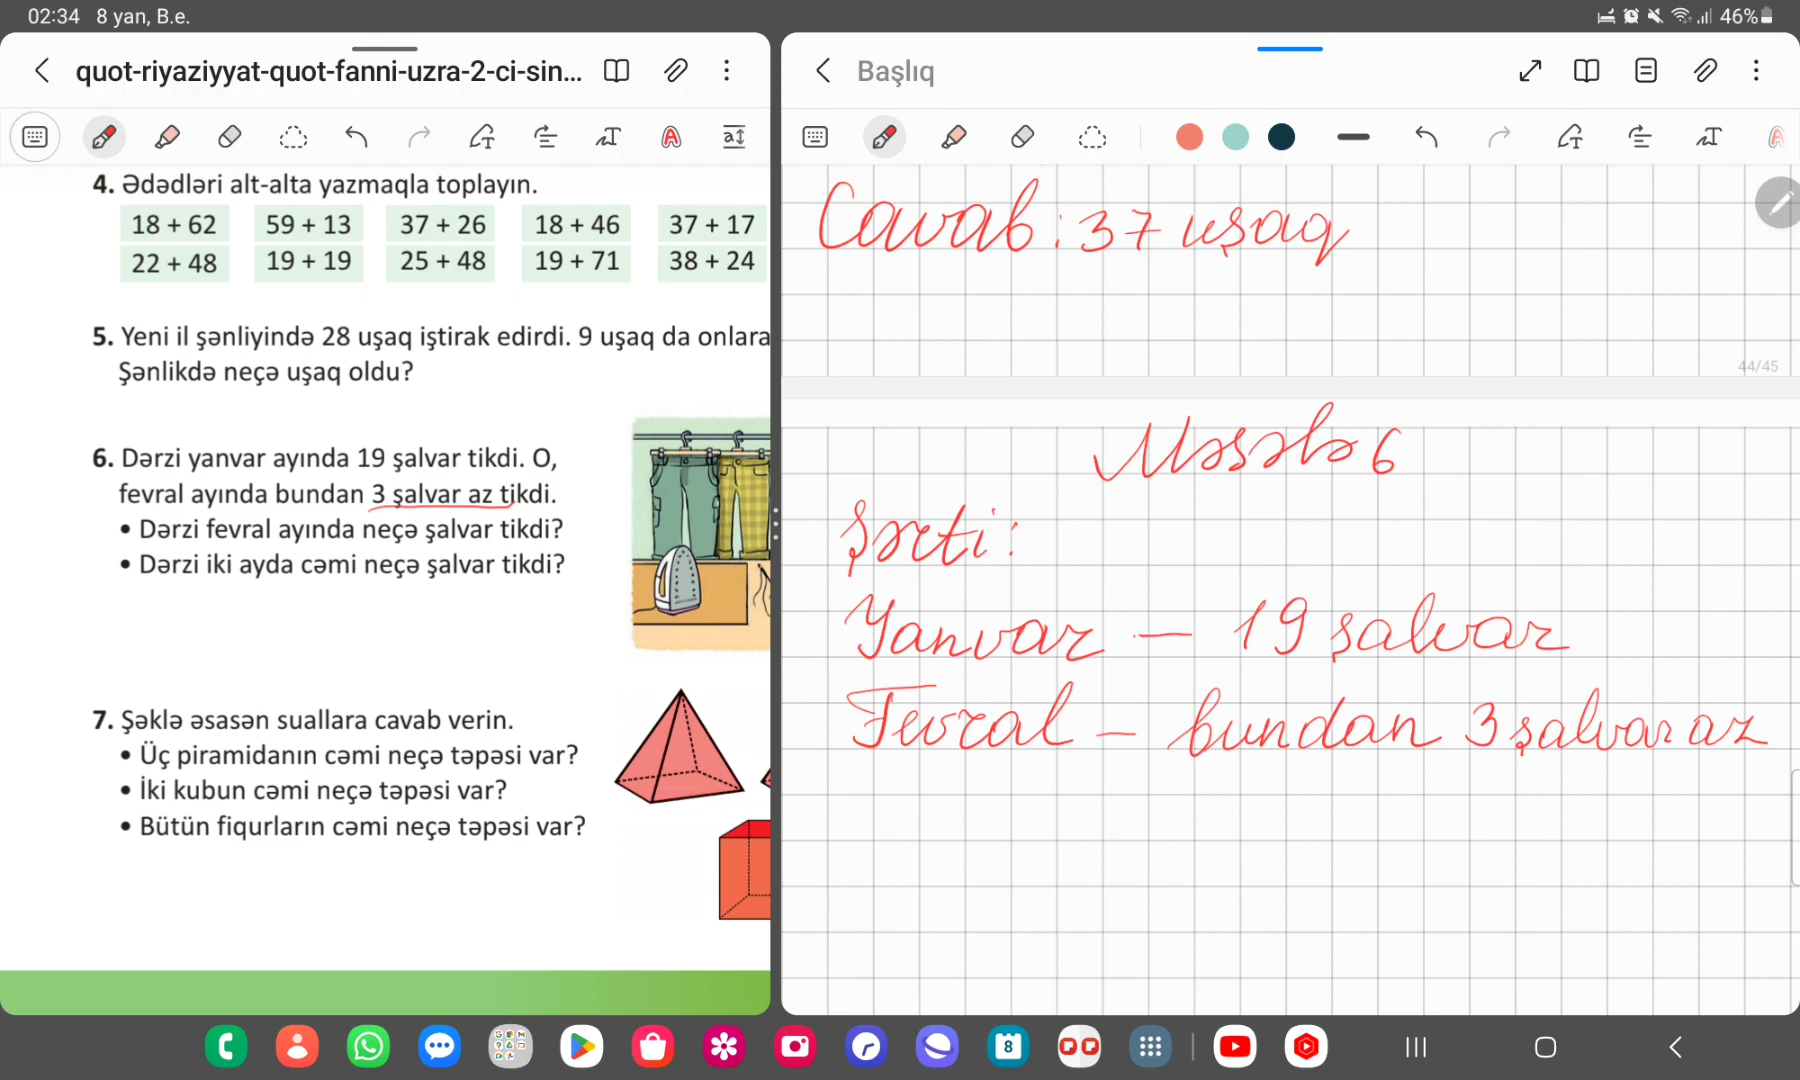 02:34 8 yan, B.e.
46%
quot-riyaziyyat-quot-fanni-uzra-2-ci-sin...
4. Ədədləri alt-alta yazmaqla toplayın.
18 + 62 59 + 13 37 + 26 18 + 46 37 + 17
22 + 48 19 + 19 25 + 48 19 + 71 38 + 24
5. Yeni il şənliyində 28 uşaq iştirak edirdi. 9 uşaq da onlara
Şənlikdə neçə uşaq oldu?
6. Dərzi yanvar ayında 19 şalvar tikdi. O,
fevral ayında bundan 3 şalvar az tikdi.
• Dərzi fevral ayında neçə şalvar tikdi?
• Dərzi iki ayda cəmi neçə şalvar tikdi?
7. Şəklə əsasən suallara cavab verin.
• Üç piramidanın cəmi neçə təpəsi var?
• İki kubun cəmi neçə təpəsi var?
• Bütün fiqurların cəmi neçə təpəsi var?
Başlıq
Cavab: 37 uşaq
44/45
Məsələ 6
Şərti:
Yanvar — 19 şalvar
Fevral — bundan 3 şalvar az
8